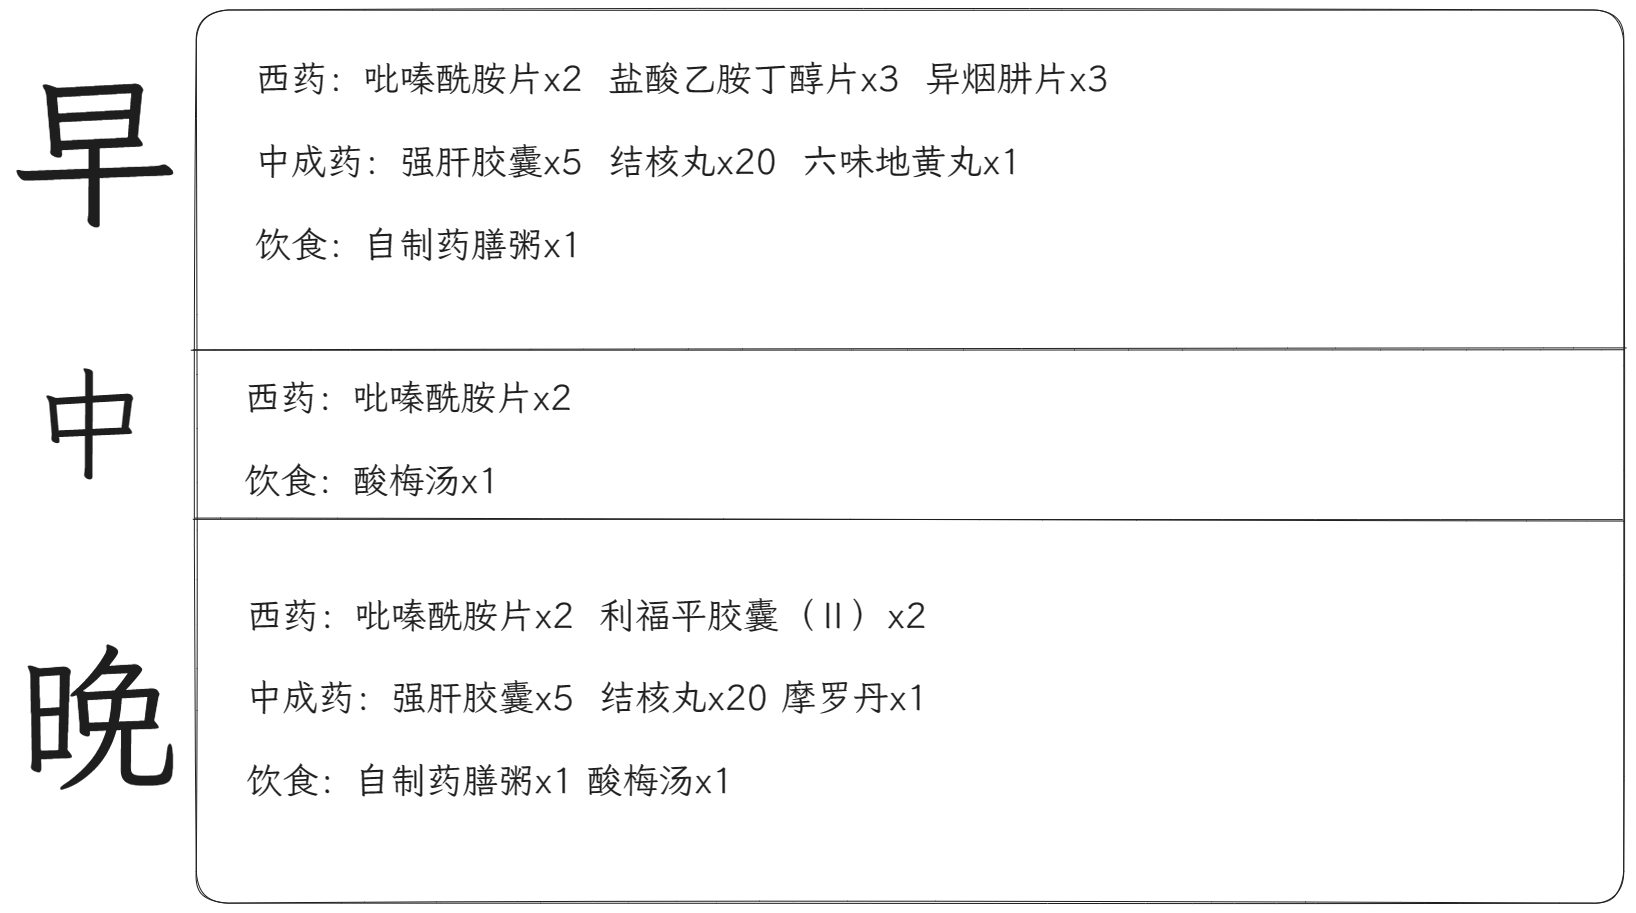 早
西药：吡嗪酰胺片x2 盐酸乙胺丁醇片x3 异烟肼片x3
中成药：强肝胶囊x5 结核丸x20 六味地黄丸x1
饮食：自制药膳粥x1
中
西药：吡嗪酰胺片x2
饮食：酸梅汤x1
晚
西药：吡嗪酰胺片x2 利福平胶囊（II）x2
中成药：强肝胶囊x5 结核丸x20 摩罗丹x1
饮食：自制药膳粥x1 酸梅汤x1